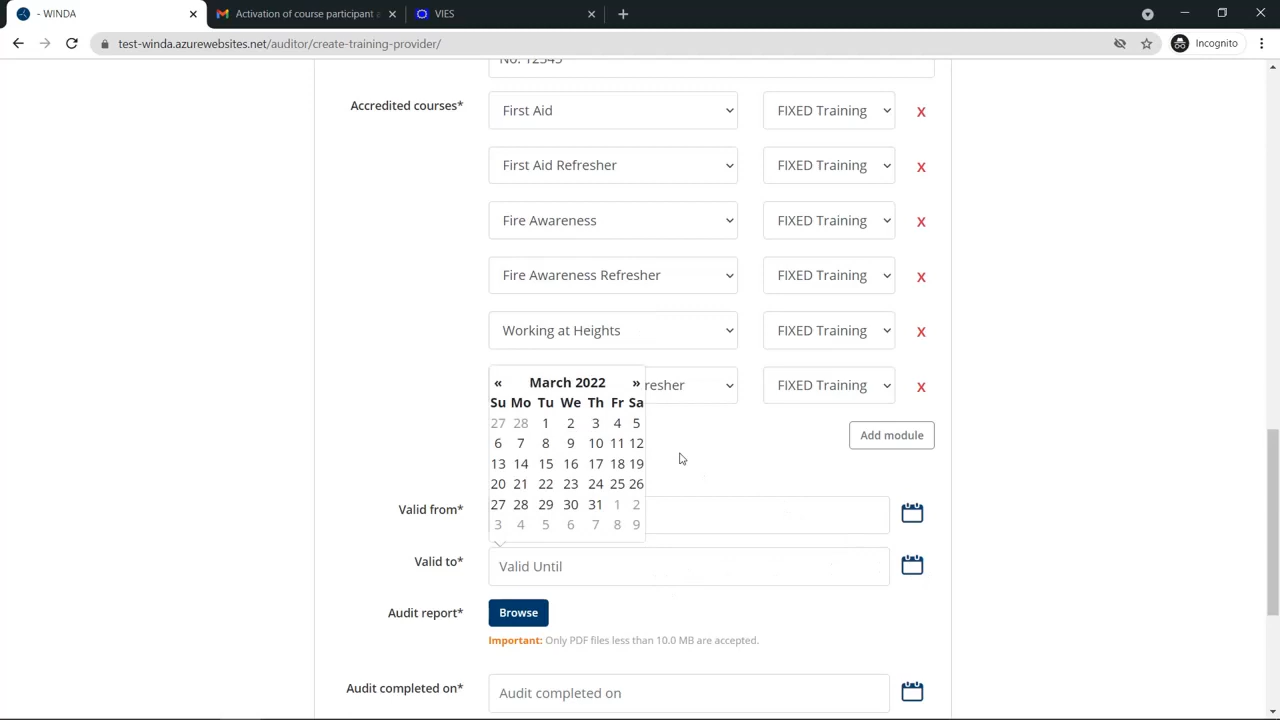 - WINDA
Activation of course participant a
VIES
test-winda.azurewebsites.net/auditor/create-training-provider/
Incognito
No. 12345
Accredited courses*
First Aid
FIXED Training
X
First Aid Refresher
FIXED Training
X
Fire Awareness
FIXED Training
X
Fire Awareness Refresher
FIXED Training
X
Working at Heights
FIXED Training
X
resher
FIXED Training
X
« March 2022 »
Su Mo Tu We Th Fr Sa
27 28 1 2 3 4 5
6 7 8 9 10 11 12
13 14 15 16 17 18 19
20 21 22 23 24 25 26
27 28 29 30 31 1 2
3 4 5 6 7 8 9
Add module
Valid from*
Valid to*
Valid Until
Audit report*
Browse
Important: Only PDF files less than 10.0 MB are accepted.
Audit completed on*
Audit completed on